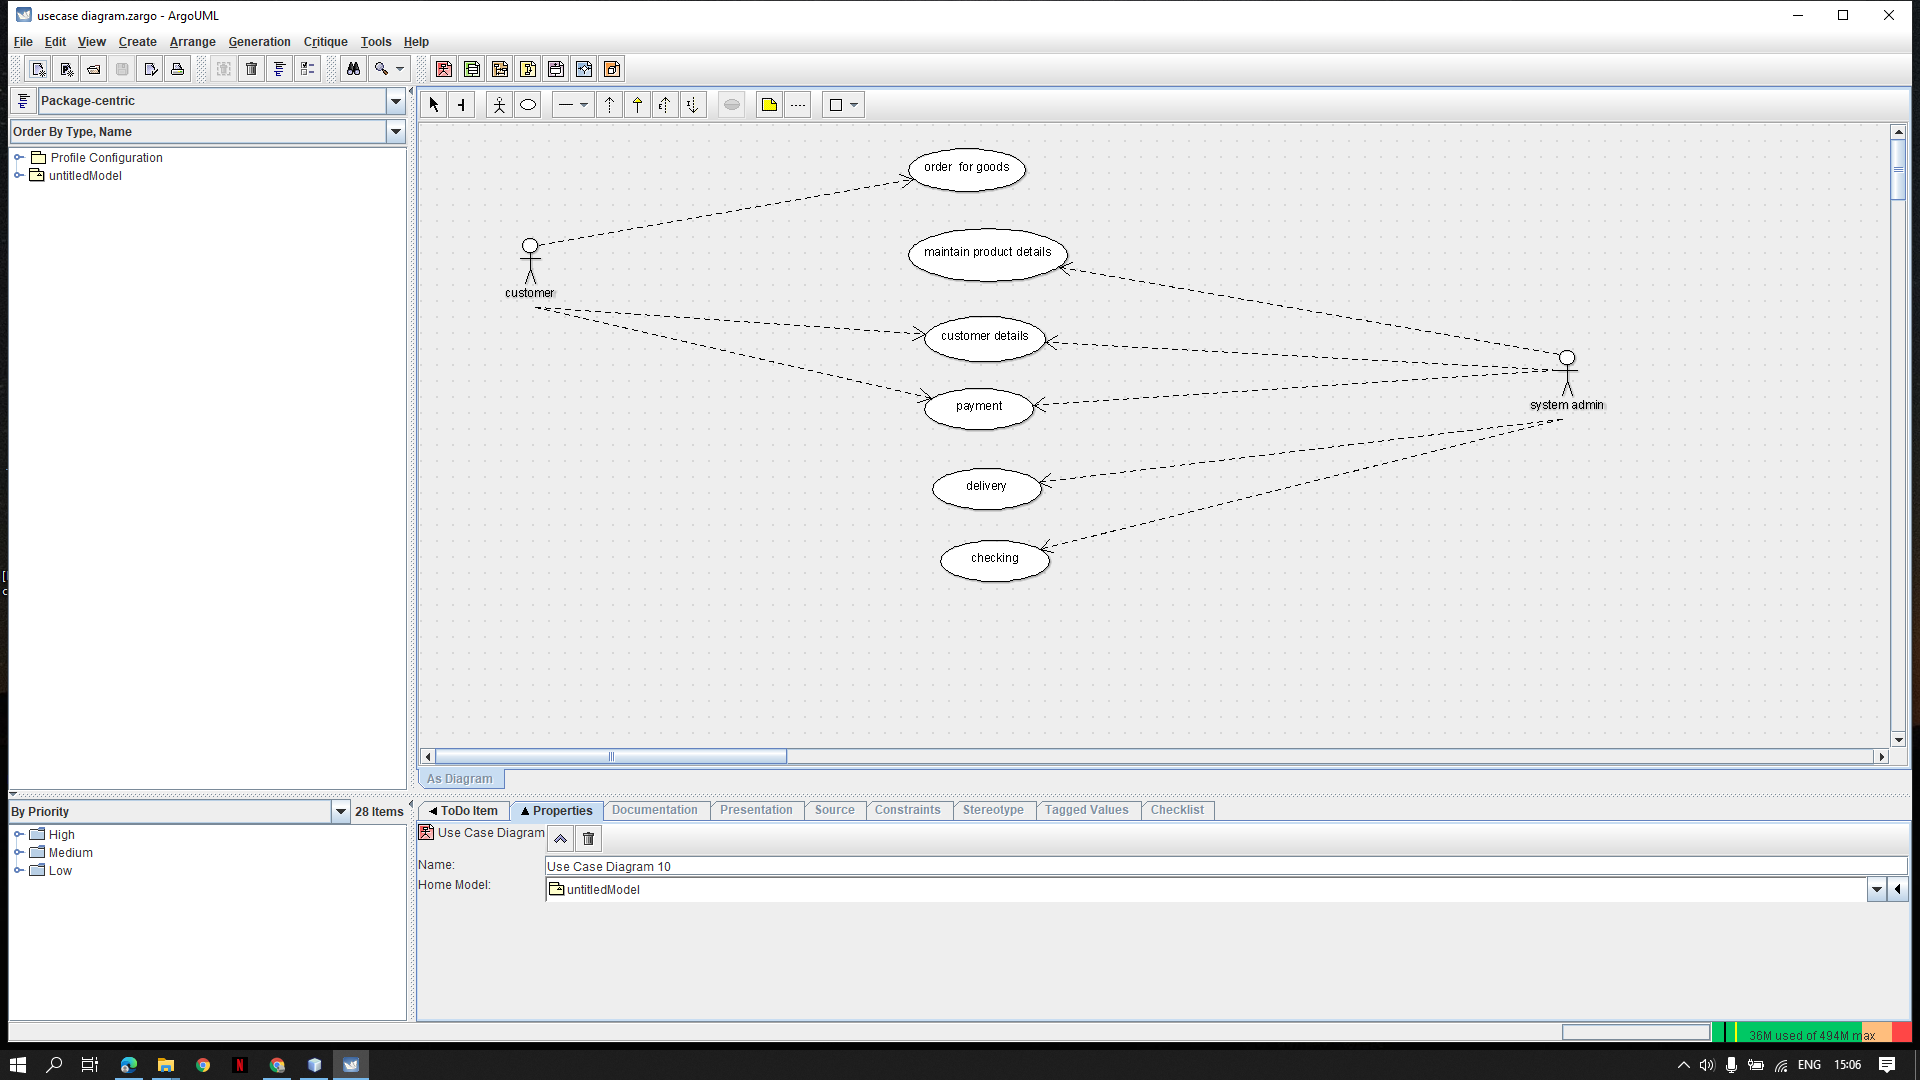 usecase diagram.zargo - ArgoUML
File Edit View Create Arrange Generation Critique Tools Help
Package-centric
Order By Type, Name
Profile Configuration
untitledModel
order for goods
maintain product details
customer
customer details
payment
system admin
delivery
checking
As Diagram
By Priority 28 Items
High
Medium
Low
ToDo Item Properties Documentation Presentation Source Constraints Stereotype Tagged Values Checklist
Use Case Diagram
Name: Use Case Diagram 10
Home Model: untitledModel
36M used of 494M max
ENG 15:06